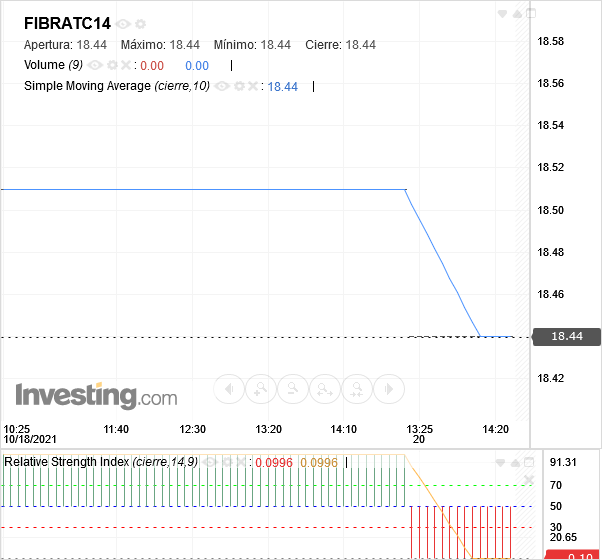 FIBRATC14
Apertura: 18.44 Máximo: 18.44 Mínimo: 18.44 Cierre: 18.44
Volume (9) : 0.00 0.00
Simple Moving Average (cierre,10) : 18.44
18.58
18.56
18.54
18.52
18.50
18.48
18.46
18.44
18.42
Investing.com
10:25 11:40 12:30 13:20 14:10 13:25 14:20
10/18/2021 20
Relative Strength Index (cierre,14,9) : 0.0996 0.0996
91.31
70
50
30
20.65
0.10